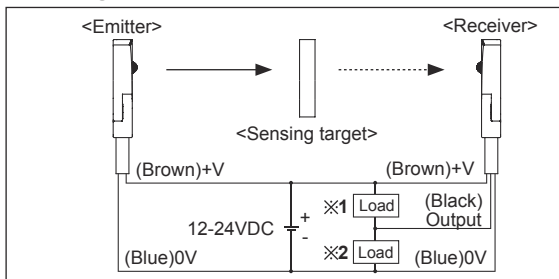 <Emitter> <Receiver>
<Sensing target>
(Brown)+V (Brown)+V
※1 Load (Black)
12-24VDC + Output
-
※2 Load
(Blue)0V (Blue)0V